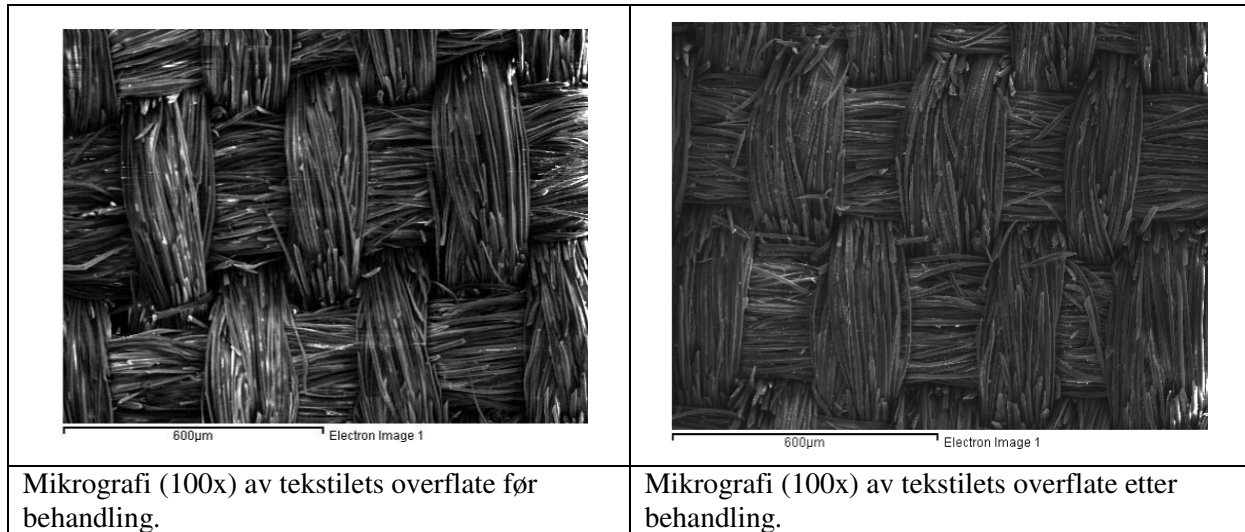 600µm
Electron Image 1
600µm
Electron Image 1
Mikrografi (100x) av tekstilets overflate før
behandling.
Mikrografi (100x) av tekstilets overflate etter
behandling.